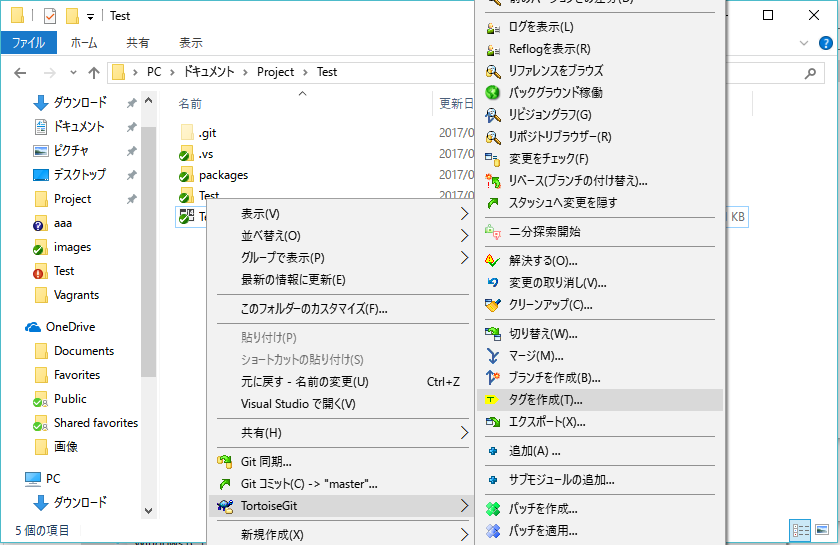 Test
ファイル
ホーム
共有
表示
PC
ドキュメント
Project
Test
ダウンロード
ドキュメント
ピクチャ
デスクトップ
Project
aaa
images
Test
Vagrants
OneDrive
Documents
Favorites
Public
Shared favorites
画像
PC
ダウンロード
5 個の項目
名前
更新日
.git
2017/0
.vs
2017/0
packages
2017/0
Test
2017/0
KB
表示(V)
並べ替え(O)
グループで表示(P)
最新の情報に更新(E)
このフォルダーのカスタマイズ(F)...
貼り付け(P)
ショートカットの貼り付け(S)
元に戻す - 名前の変更(U) Ctrl+Z
Visual Studio で開く(V)
共有(H)
Git 同期...
Git コミット(C) -> "master"...
TortoiseGit
新規作成(X)
ログを表示(L)
Reflogを表示(R)
リファレンスをブラウズ
バックグラウンド稼働
リビジョングラフ(G)
リポジトリブラウザー(R)
変更をチェック(F)
リベース(ブランチの付け替え)...
スタッシュへ変更を隠す
二分探索開始
解決する(O)...
変更の取り消し(V)...
クリーンアップ(C)...
切り替え(W)...
マージ(M)...
ブランチを作成(B)...
タグを作成(T)...
エクスポート(X)...
追加(A) ...
サブモジュールの追加...
パッチを作成...
パッチを適用...